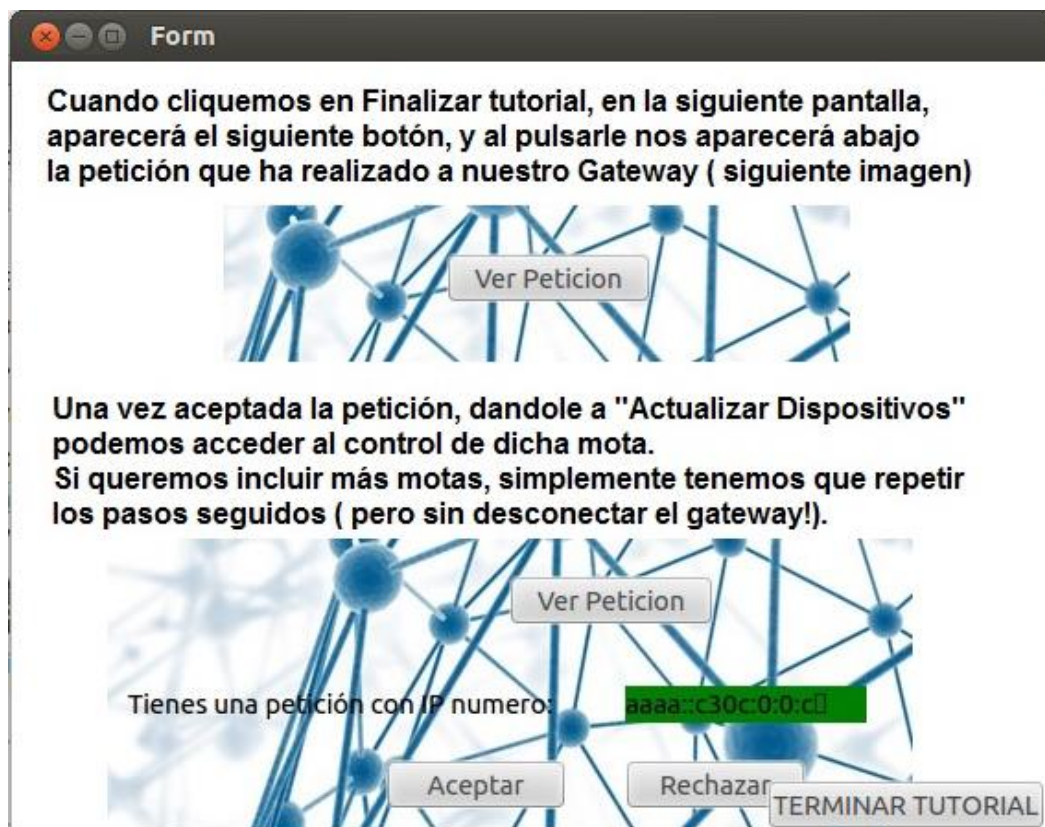 Form
Cuando cliquemos en Finalizar tutorial, en la siguiente pantalla,
aparecerá el siguiente botón, y al pulsarle nos aparecerá abajo
la petición que ha realizado a nuestro Gateway ( siguiente imagen)
Ver Peticion
Una vez aceptada la petición, dandole a "Actualizar Dispositivos"
podemos acceder al control de dicha mota.
Si queremos incluir más motas, simplemente tenemos que repetir
los pasos seguidos ( pero sin desconectar el gateway!).
Ver Peticion
Tienes una petición con IP numero: aaaa::c30c:0:0:c
Aceptar Rechazar
TERMINAR TUTORIAL